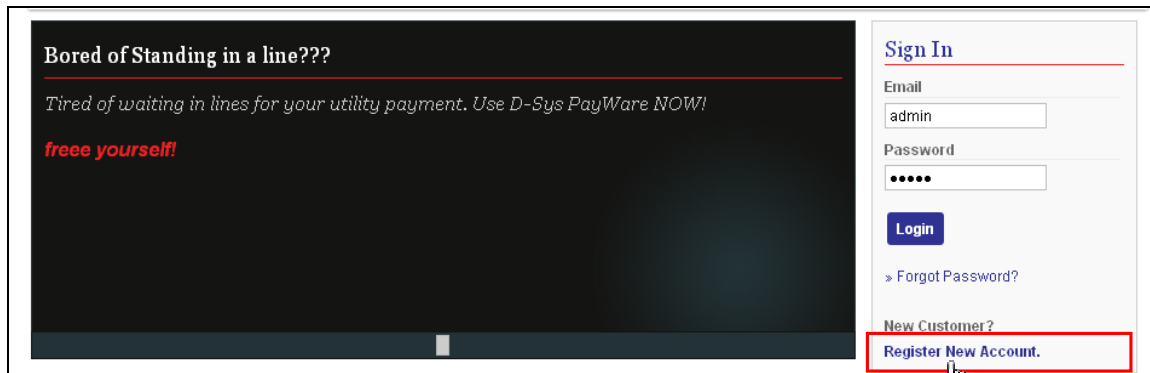 Bored of Standing in a line???
Tired of waiting in lines for your utility payment. Use D-Sys PayWare NOW!
freee yourself!
Sign In
Email
admin
Password
•••••
Login
» Forgot Password?
New Customer?
Register New Account.